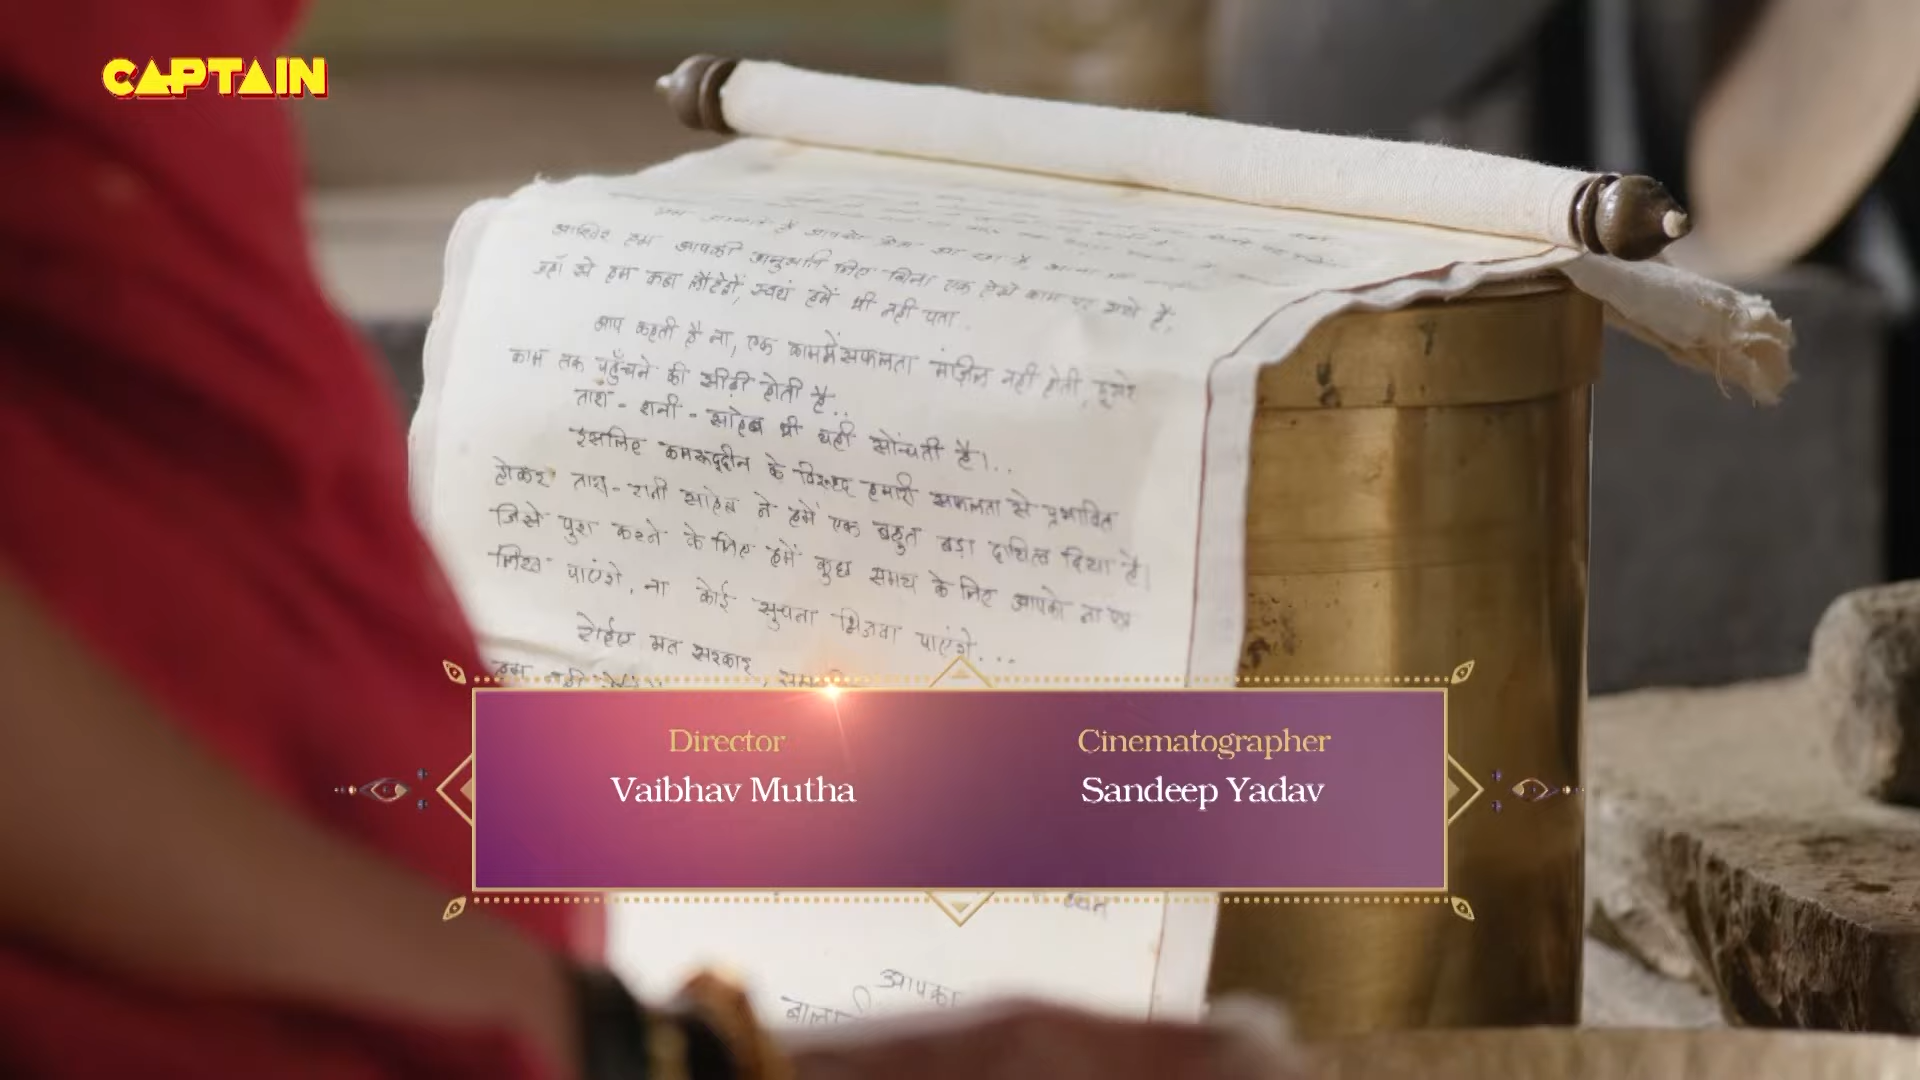 CAPTAIN
आखिर हम आपकी अनुमति लिए बिना एक ऐसे काम पर गये है,
जहाँ से हम कहा लौटेगें, स्वयं हमें भी नहीं पता.
आप कहती है ना, एक काममें सफलता मंज़िल नही होती, दूसरे
काम तक पहुँचने की सीढ़ी होती है..
तारा - रानी - साहेब भी यही सोंचती है।..
इसलिए कमरूद्दीन के विरूद्ध हमारी सफलता से प्रभावित
होकर तारा - रानी साहेब ने हमें एक बहुत बड़ा दायित्व दिया है।
जिसे पुरा करने के लिए हमें कुछ समय के लिए आपको ना पत्र
लिख पाएंगे, ना कोई सुचना भिजवा पाएंगे...
रोईए मत सरकार,
हम नही
Director
Cinematographer
Vaibhav Mutha
Sandeep Yadav
आपका